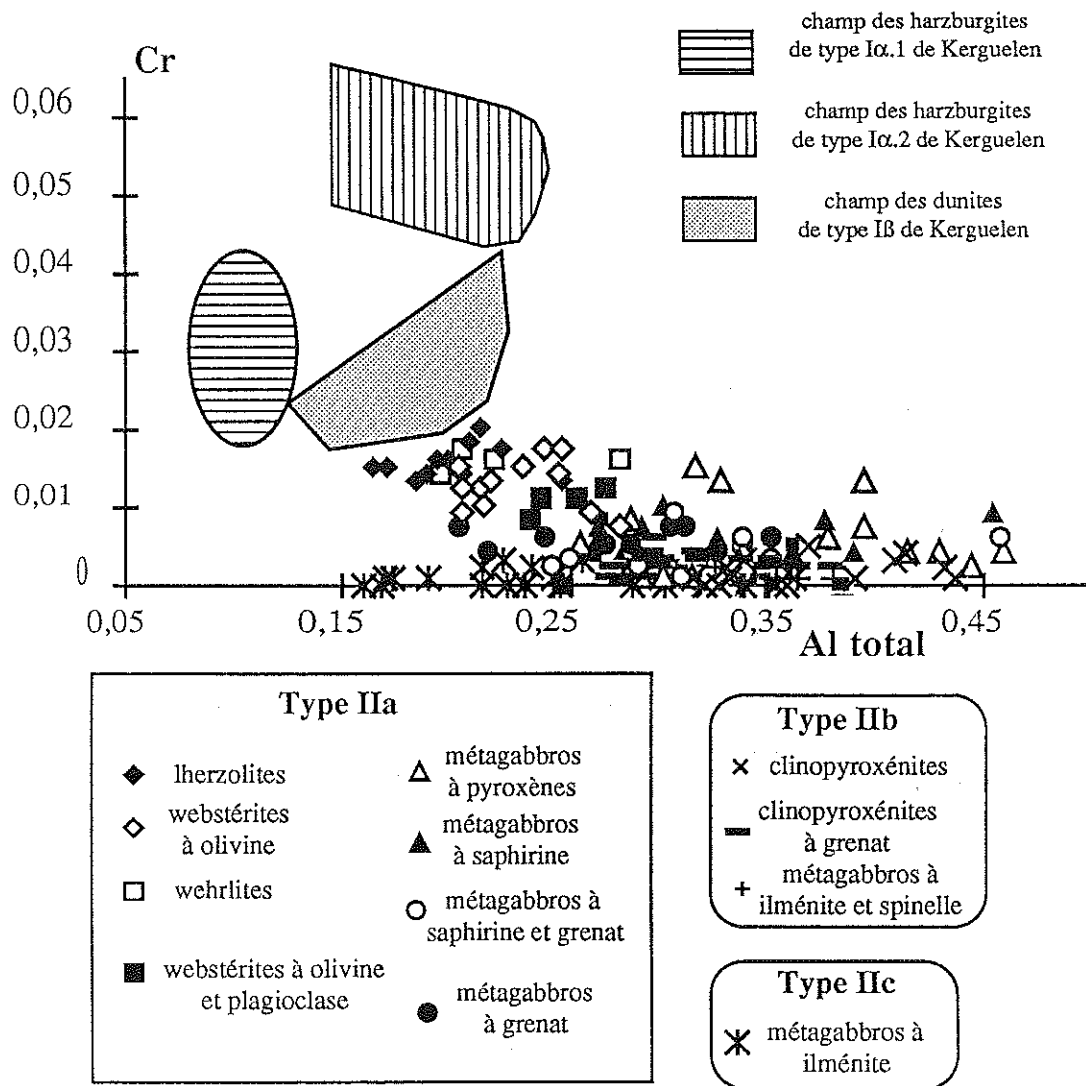 champ des harzburgites
de type Iα.1 de Kerguelen
champ des harzburgites
de type Iα.2 de Kerguelen
champ des dunites
de type Iß de Kerguelen
Cr
0,06
0,05
0,04
0,03
0,02
0,01
0
0,05
0,15
0,25
0,35
0,45
Al total
Type IIa
lherzolites
webstérites
à olivine
wehrlites
webstérites à olivine
et plagioclase
métagabbros
à pyroxènes
métagabbros
à saphirine
métagabbros à
saphirine et grenat
métagabbros
à grenat
Type IIb
clinopyroxénites
clinopyroxénites
à grenat
métagabbros à
ilménite et spinelle
Type IIc
métagabbros à
ilménite